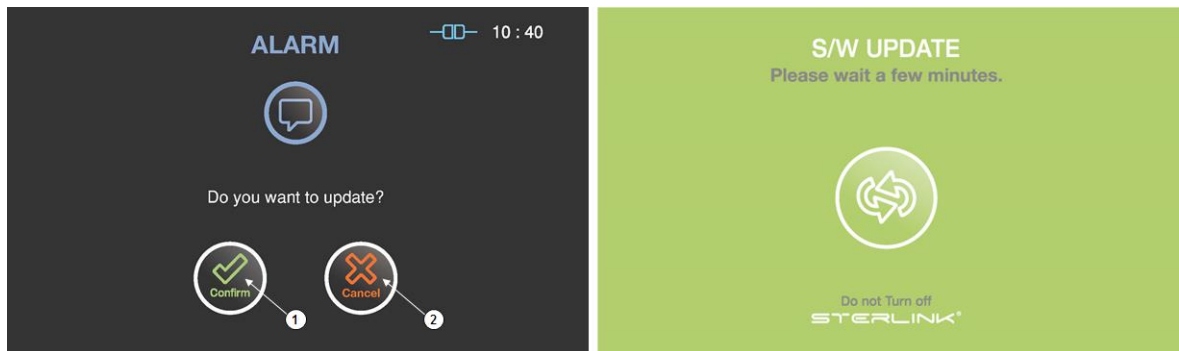 ALARM
10 : 40
Do you want to update?
Confirm
Cancel
1
2
S/W UPDATE
Please wait a few minutes.
Do not Turn off
STERLINK®